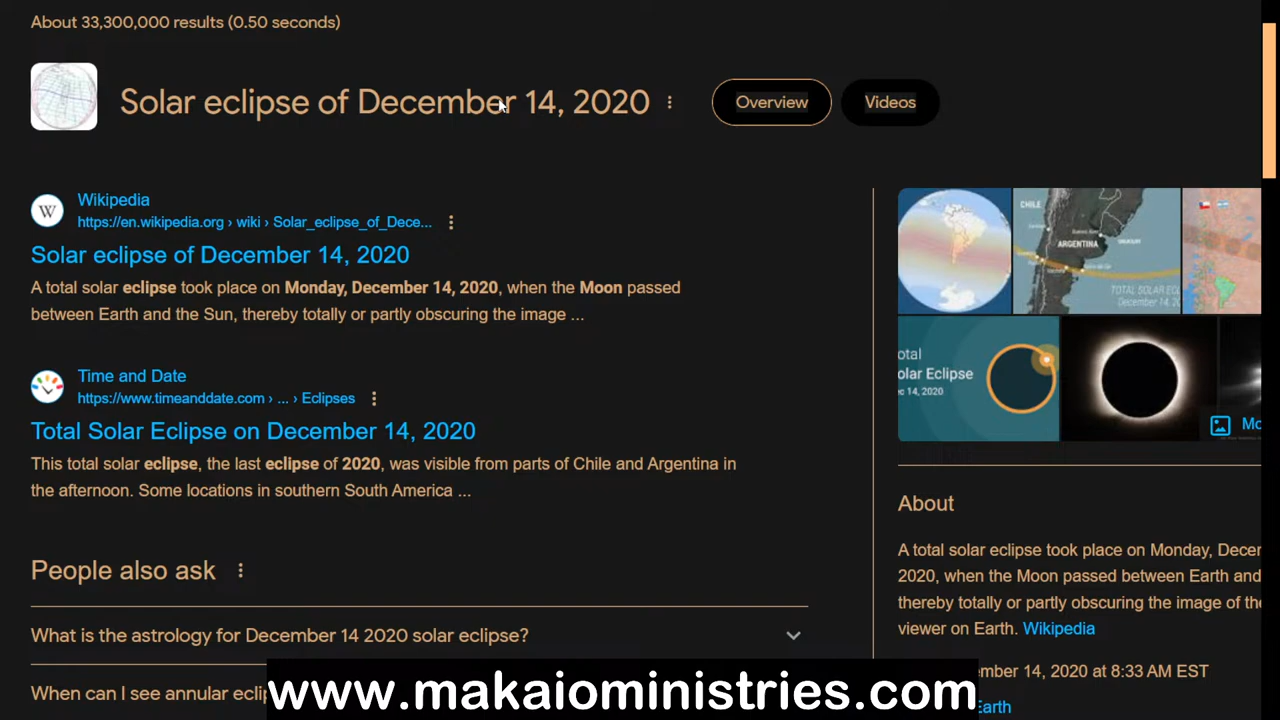 About 33,300,000 results (0.50 seconds)
Solar eclipse of December 14, 2020
Overview
Videos
W
Wikipedia
https://en.wikipedia.org › wiki › Solar_eclipse_of_Dece...
Solar eclipse of December 14, 2020
A total solar eclipse took place on Monday, December 14, 2020, when the Moon passed
between Earth and the Sun, thereby totally or partly obscuring the image ...
Time and Date
https://www.timeanddate.com › ... › Eclipses
Total Solar Eclipse on December 14, 2020
This total solar eclipse, the last eclipse of 2020, was visible from parts of Chile and Argentina in
the afternoon. Some locations in southern South America ...
People also ask
What is the astrology for December 14 2020 solar eclipse?
When can I see annular eclip
CHILE
ARGENTINA
URUGUAY
TOTAL SOLAR ECL
December 14, 20
otal
olar Eclipse
ec 14, 2020
Mo
About
A total solar eclipse took place on Monday, Decer
2020, when the Moon passed between Earth and
thereby totally or partly obscuring the image of the
viewer on Earth. Wikipedia
ember 14, 2020 at 8:33 AM EST
Earth
www.makaioministries.com